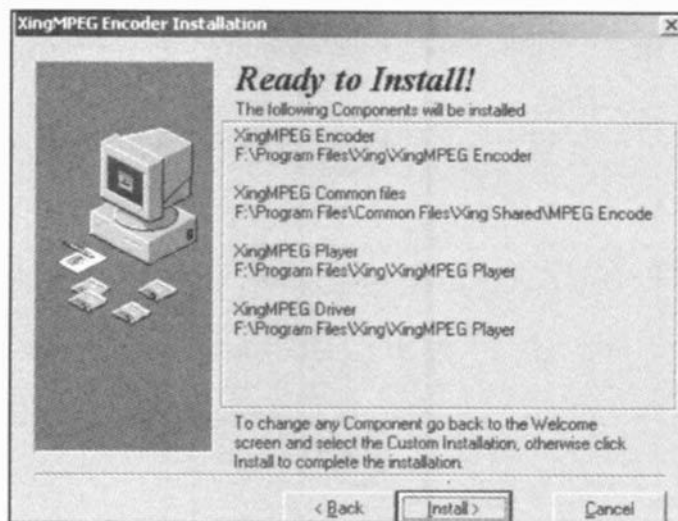 XingMPEG Encoder Installation
Ready to Install!
The following Components will be installed
XingMPEG Encoder
F:\Program Files\Xing\XingMPEG Encoder
XingMPEG Common files
F:\Program Files\Common Files\Xing Shared\MPEG Encode
XingMPEG Player
F:\Program Files\Xing\XingMPEG Player
XingMPEG Driver
F:\Program Files\Xing\XingMPEG Player
To change any Component go back to the Welcome
screen and select the Custom Installation, otherwise click
Install to complete the installation.
< Back
Install >
Cancel